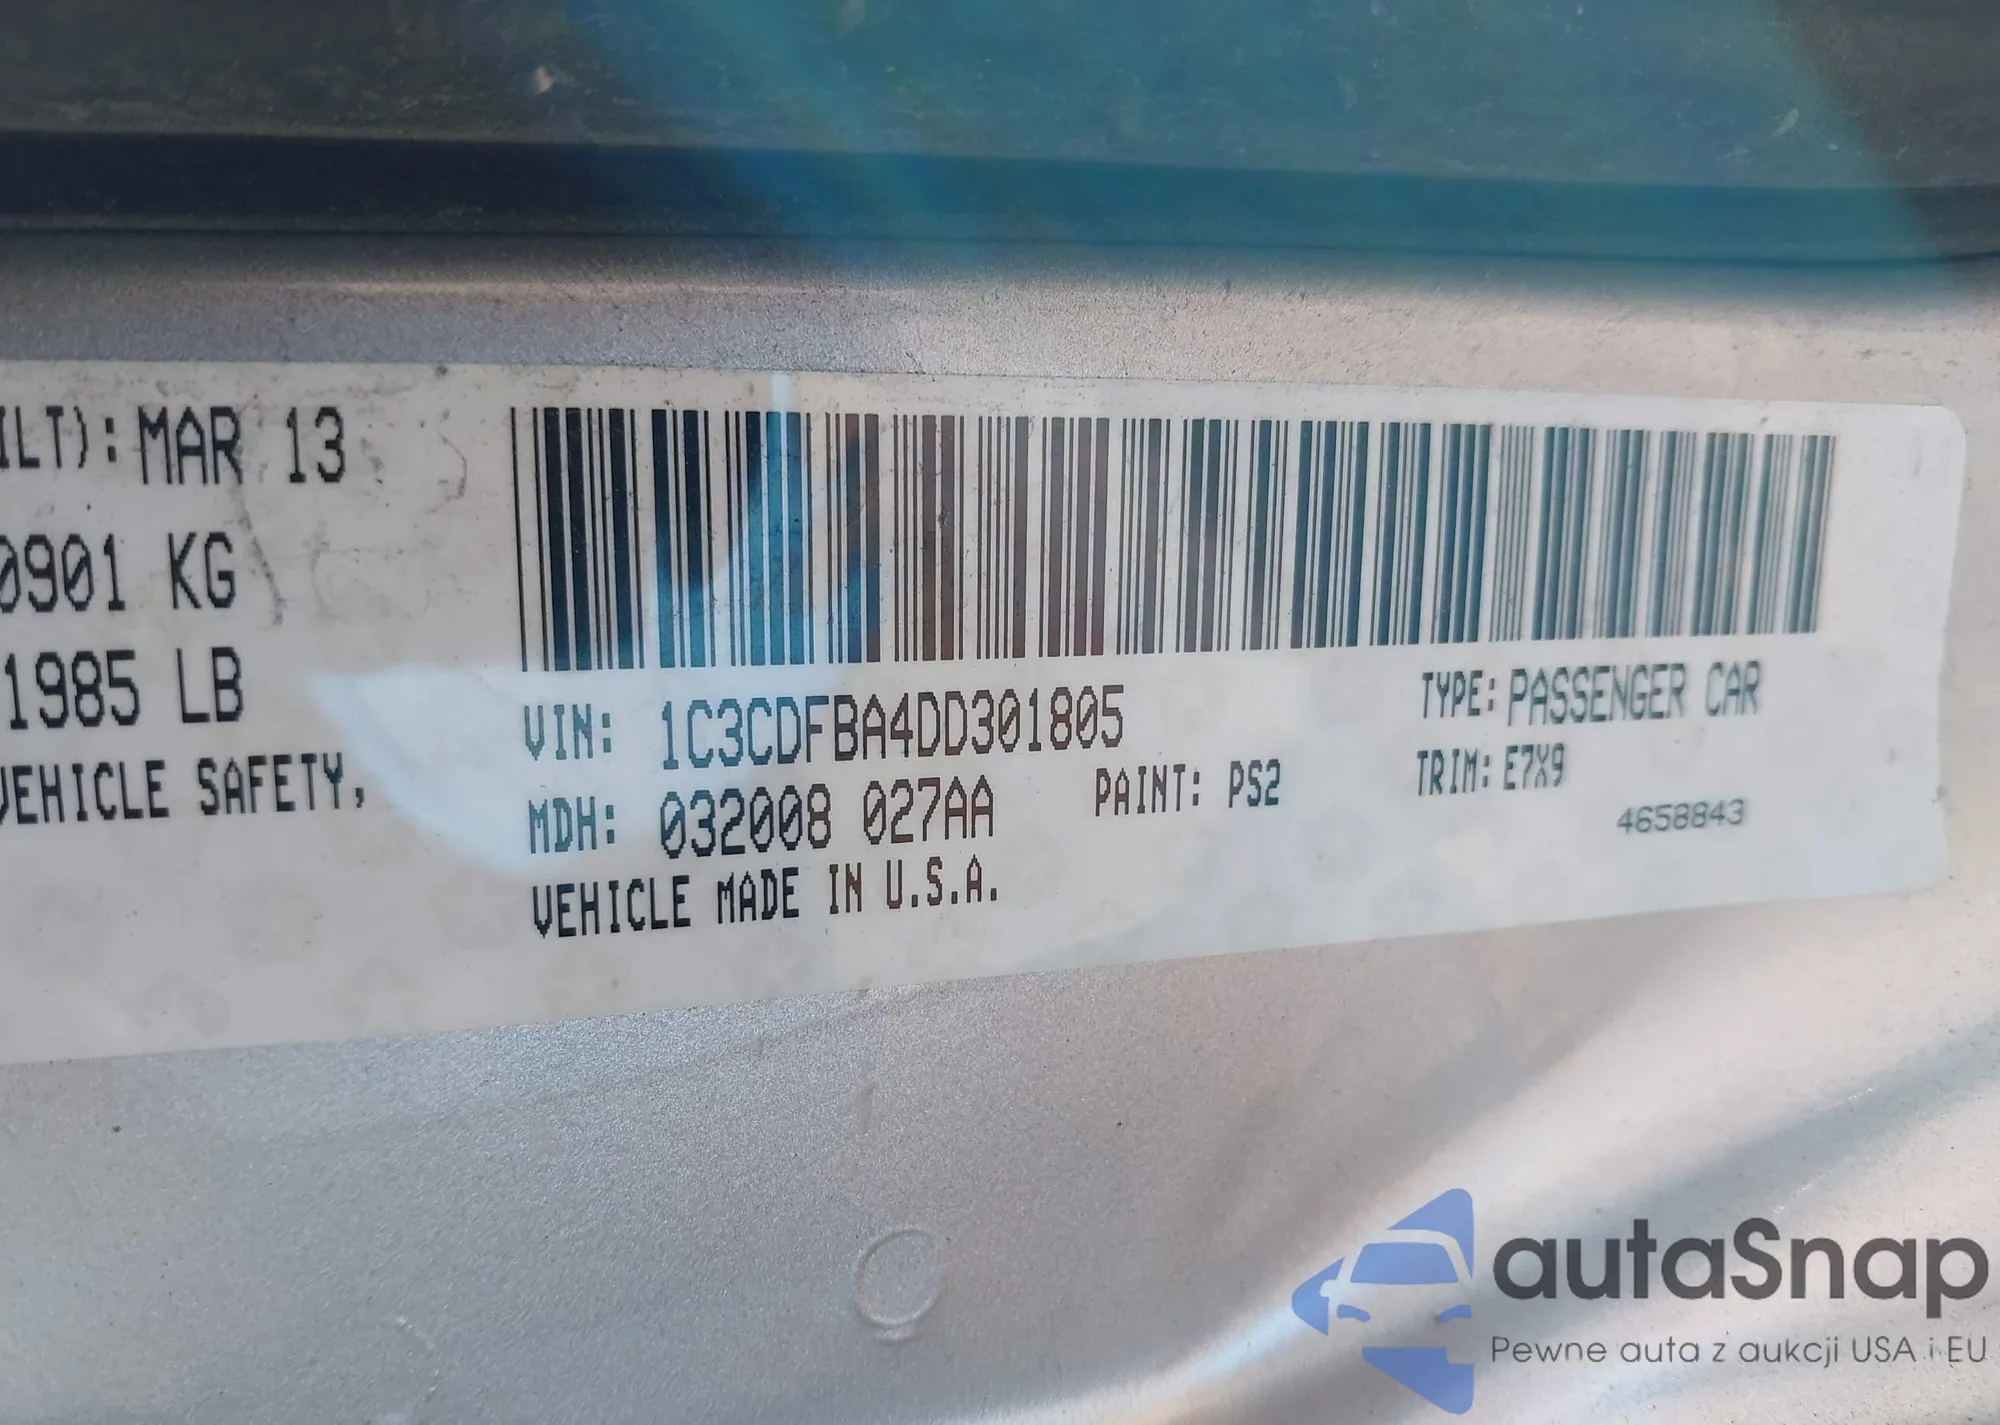 ILT): MAR 13
0901 KG
1985 LB
VEHICLE SAFETY,
VIN: 1C3CDFBA4DD301805
TYPE: PASSENGER CAR
MDH: 032008 027AA
PAINT: PS2
TRIM: E7X9
4658843
VEHICLE MADE IN U.S.A.
autaSnap
Pewne auta z aukcji USA i EU